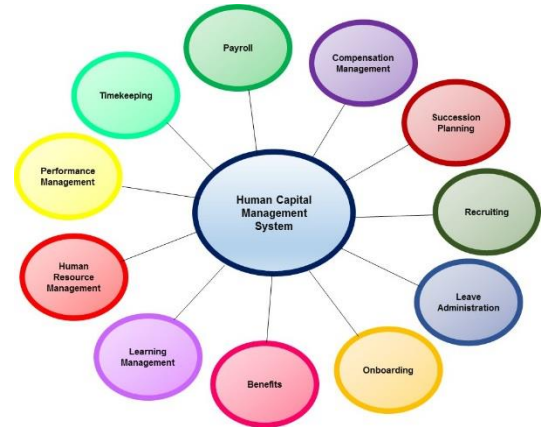 Payroll
Compensation
Management
Timekeeping
Succession
Planning
Performance
Management
Human Capital
Management
System
Recruiting
Human
Resource
Management
Leave
Administration
Learning
Management
Benefits
Onboarding